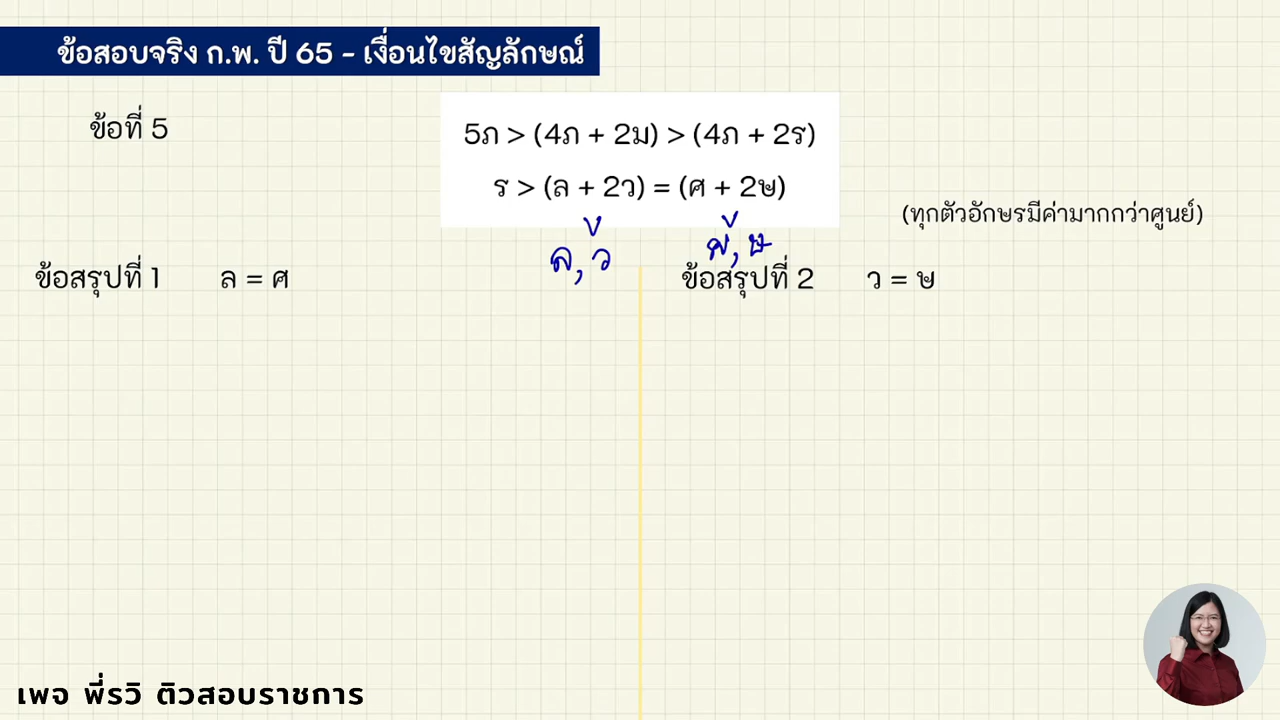 ข้อสอบจริง ก.พ. ปี 65 - เงื่อนไขสัญลักษณ์
ข้อที่ 5
5ภ > (4ภ + 2ม) > (4ภ + 2ร)
ร > (ล + 2ว) = (ศ + 2ษ)
(ทุกตัวอักษรมีค่ามากกว่าศูนย์)
ล, ว
ศ, ษ
ข้อสรุปที่ 1 ล = ศ
ข้อสรุปที่ 2 ว = ษ
เพจ พี่รวิ ติวสอบราชการ